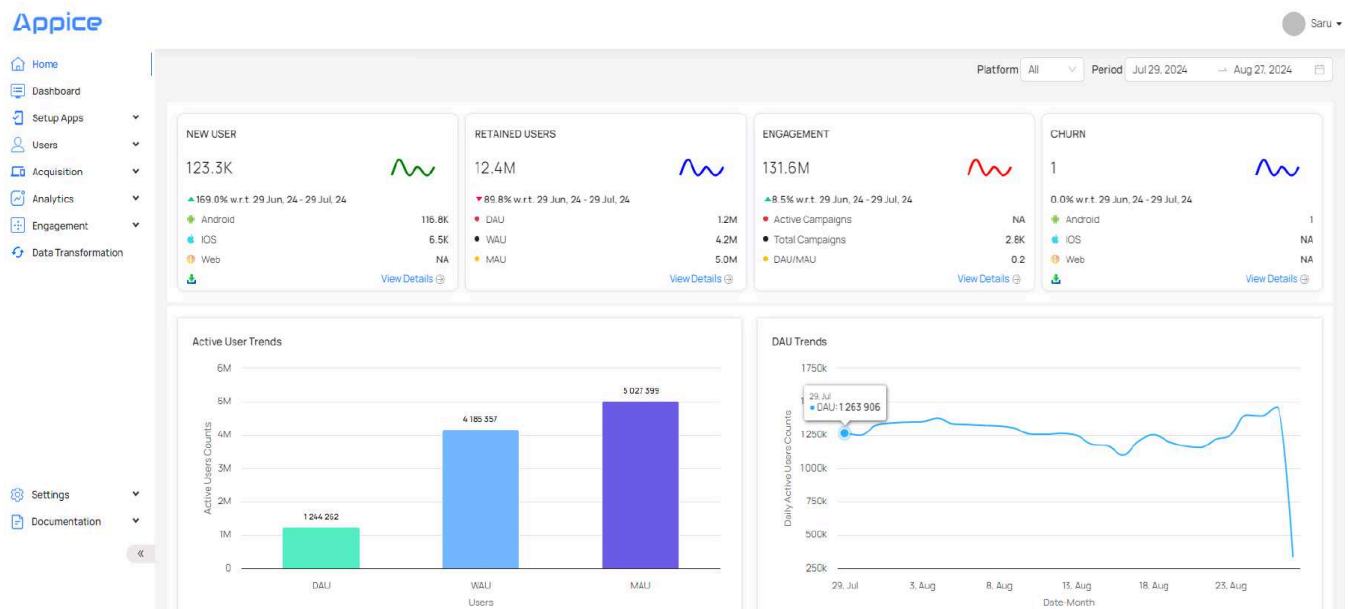 Appice
Saru
Home
Dashboard
Setup Apps
Users
Acquisition
Analytics
Engagement
Data Transformation
Settings
Documentation
«
Platform All Period Jul 29, 2024 → Aug 27, 2024
NEW USER
123.3K
▲169.0% w.r.t. 29 Jun, 24 - 29 Jul, 24
Android 116.8K
IOS 6.5K
Web NA
View Details
RETAINED USERS
12.4M
▼89.8% w.r.t. 29 Jun, 24 - 29 Jul, 24
DAU 1.2M
WAU 4.2M
MAU 5.0M
View Details
ENGAGEMENT
131.6M
▲8.5% w.r.t. 29 Jun, 24 - 29 Jul, 24
Active Campaigns NA
Total Campaigns 2.8K
DAU/MAU 0.2
View Details
CHURN
1
0.0% w.r.t. 29 Jun, 24 - 29 Jul, 24
Android 1
IOS NA
Web NA
View Details
Active User Trends
Active Users Counts
6M
5M
4M
3M
2M
1M
0
1 244 262
4 185 357
5 027 399
DAU WAU MAU
Users
DAU Trends
Daily Active Users Counts
1750k
29. Jul
DAU: 1 263 906
1250k
1000k
750k
500k
250k
29. Jul 3. Aug 8. Aug 13. Aug 18. Aug 23. Aug
Date-Month